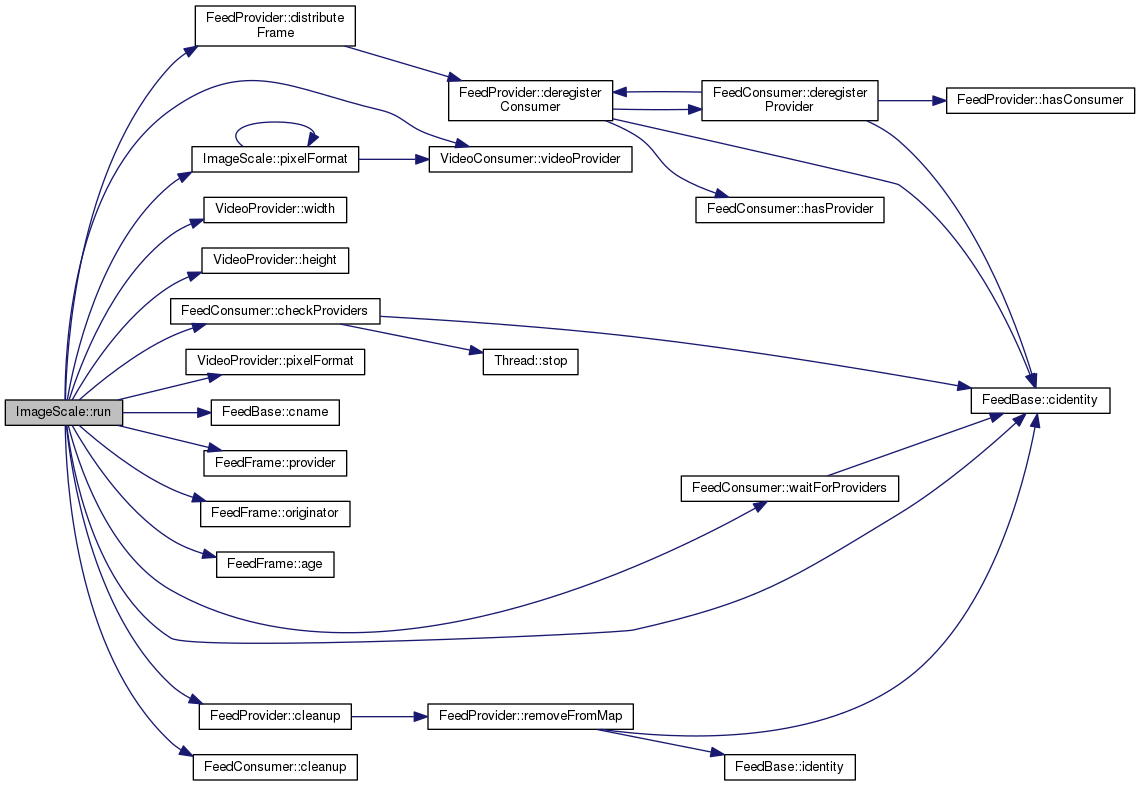 FeedProvider::distribute
Frame
FeedProvider::deregister
Consumer
FeedConsumer::deregister
Provider
FeedProvider::hasConsumer
ImageScale::pixelFormat
VideoConsumer::videoProvider
VideoProvider::width
FeedConsumer::hasProvider
VideoProvider::height
FeedConsumer::checkProviders
VideoProvider::pixelFormat
Thread::stop
ImageScale::run
FeedBase::cname
FeedBase::cidentity
FeedFrame::provider
FeedConsumer::waitForProviders
FeedFrame::originator
FeedFrame::age
FeedProvider::cleanup
FeedProvider::removeFromMap
FeedConsumer::cleanup
FeedBase::identity